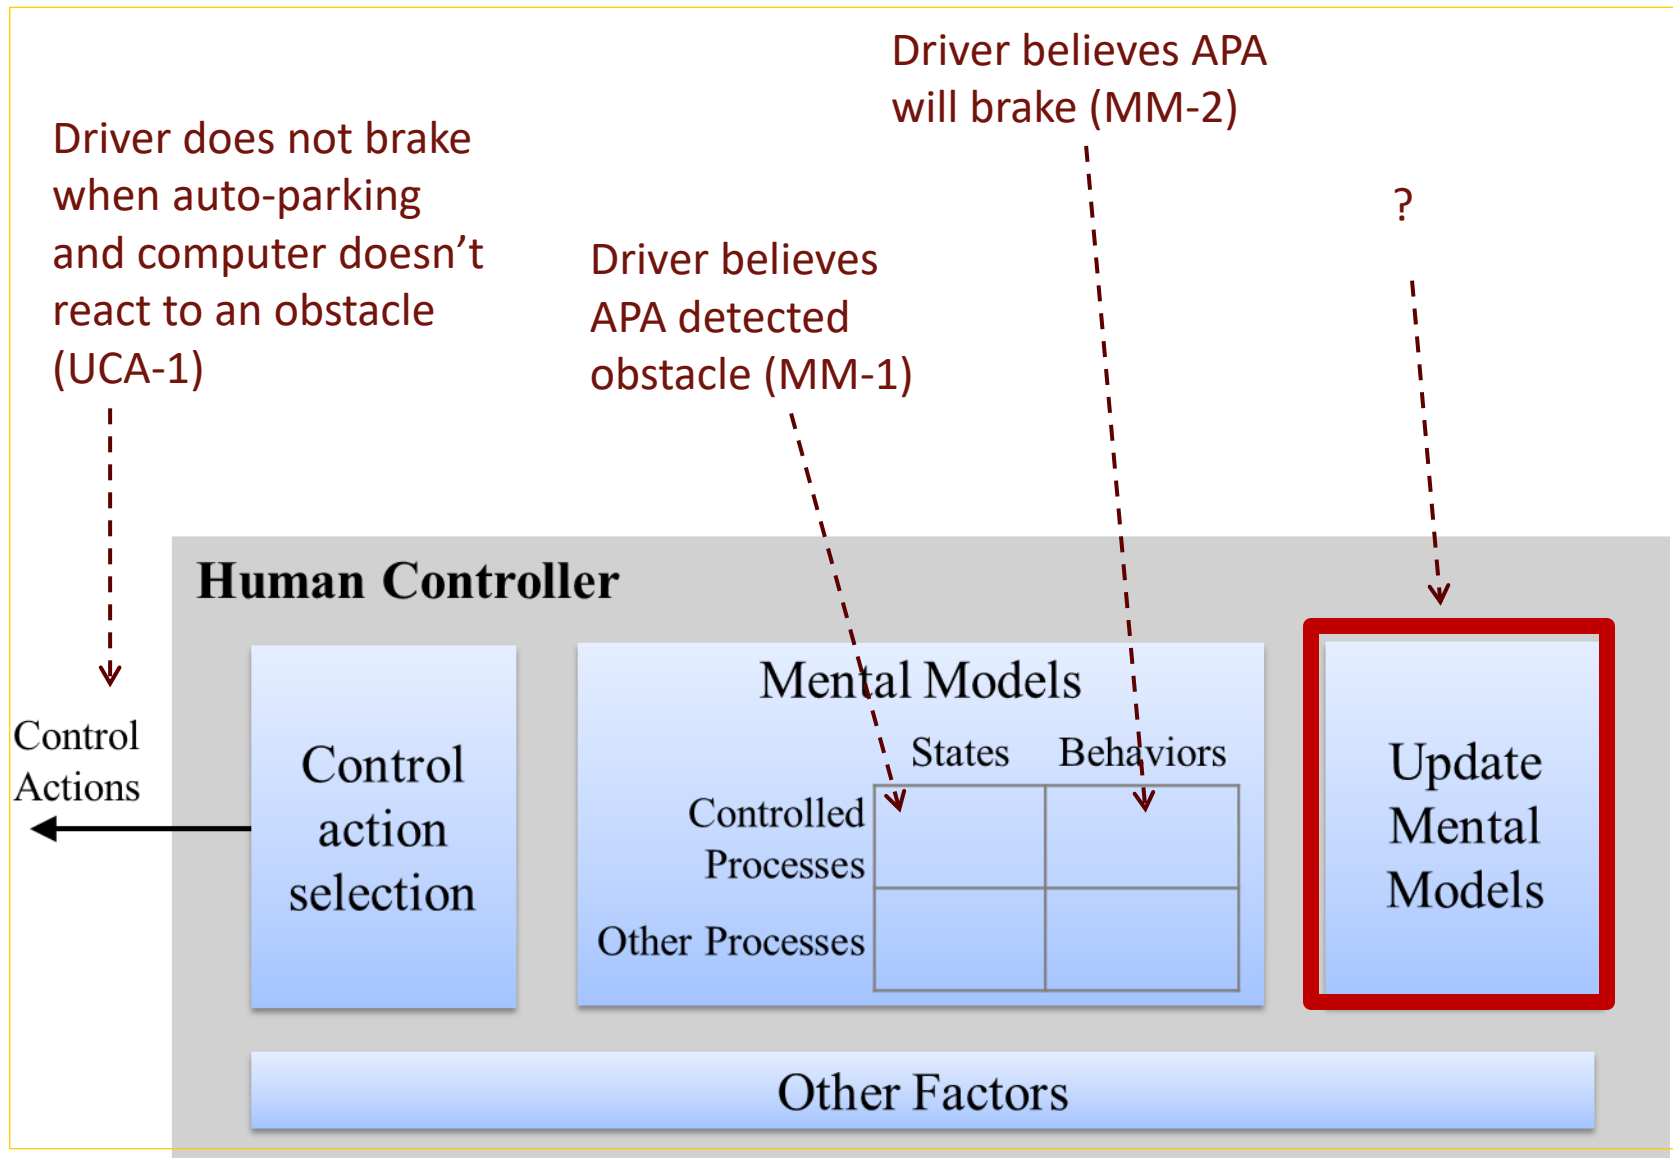 Driver believes APA
will brake (MM-2)
Driver does not brake
when auto-parking
and computer doesn’t
react to an obstacle
(UCA-1)
Driver believes
APA detected
obstacle (MM-1)
?
Human Controller
Control
Actions
Control
action
selection
Mental Models
States Behaviors
Controlled
Processes
Other Processes
Update
Mental
Models
Other Factors